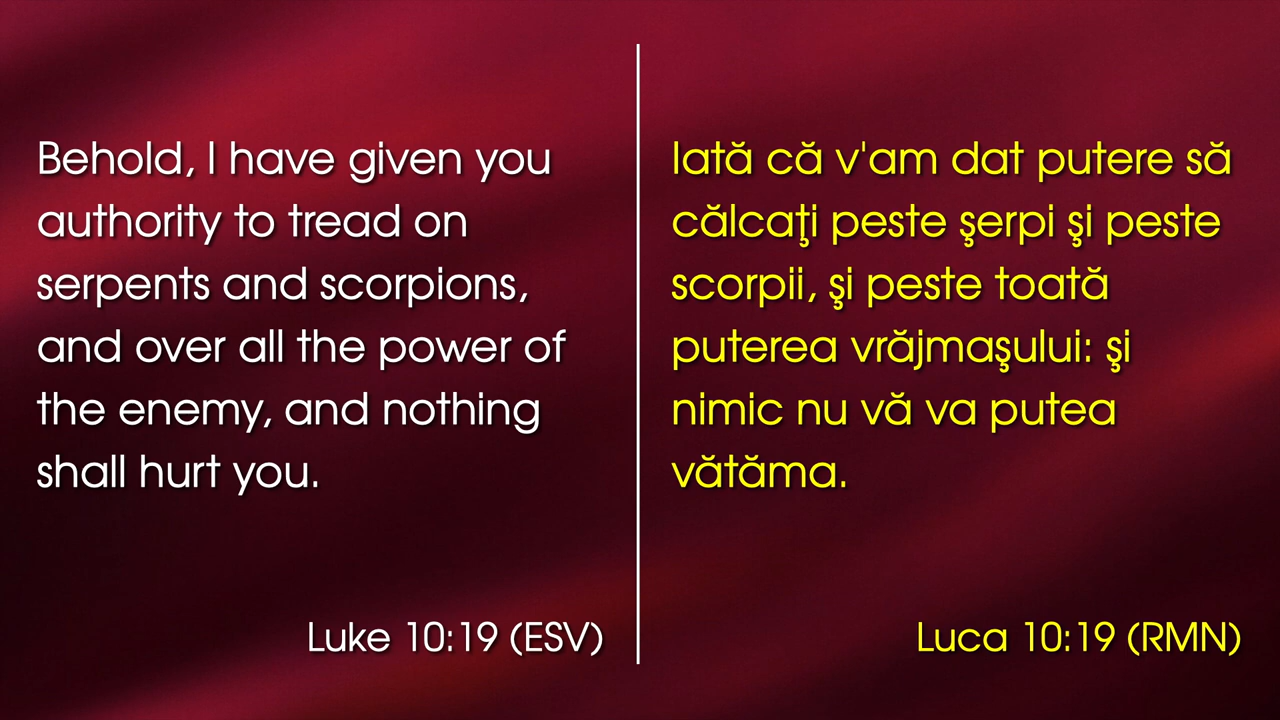 Behold, I have given you
authority to tread on
serpents and scorpions,
and over all the power of
the enemy, and nothing
shall hurt you.
Luke 10:19 (ESV)
Iată că v'am dat putere să
călcaţi peste şerpi şi peste
scorpii, şi peste toată
puterea vrăjmaşului: şi
nimic nu vă va putea
vătăma.
Luca 10:19 (RMN)